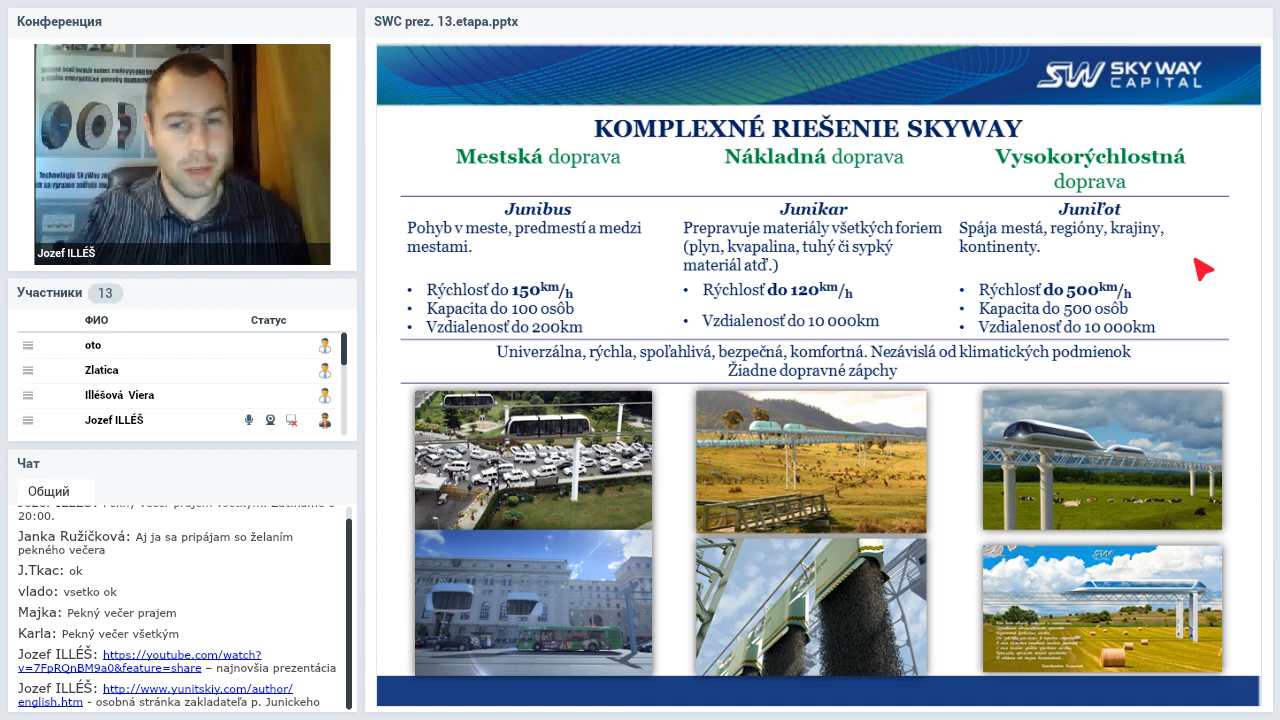 Конференция
Technológia SkyWay
Jozef ILLÉŠ
Участники 13
ФИО Статус
oto
Zlatica
Illésová Viera
Jozef ILLÉŠ
Чат
Общий
20:00.
Janka Ružičková: Aj ja sa pripájam so želaním
pekného večera
J.Tkac: ok
vlado: vsetko ok
Majka: Pekný večer prajem
Karla: Pekný večer všetkým
Jozef ILLÉŠ: https://youtube.com/watch?
v=7FpRQnBM9a0&feature=share – najnovšia prezentácia
Jozef ILLÉŠ: http://www.yunitskiy.com/author/
english.htm - osobná stránka zakladateľa p. Junického
SWC prez. 13.etapa.pptx
SW SKY WAY
CAPITAL
KOMPLEXNÉ RIEŠENIE SKYWAY
Mestská doprava
Junibus
Pohyb v meste, predmestí a medzi
mestami.
• Rýchlosť do 150km/h
• Kapacita do 100 osôb
• Vzdialenosť do 200km
Nákladná doprava
Junikar
Prepravuje materiály všetkých foriem
(plyn, kvapalina, tuhý či sypký
materiál atď.)
• Rýchlosť do 120km/h
• Vzdialenosť do 10 000km
Vysokorýchlostná
doprava
Juniľot
Spája mestá, regióny, krajiny,
kontinenty.
• Rýchlosť do 500km/h
• Kapacita do 500 osôb
• Vzdialenosť do 10 000km
Univerzálna, rýchla, spoľahlivá, bezpečná, komfortná. Nezávislá od klimatických podmienok
Žiadne dopravné zápchy